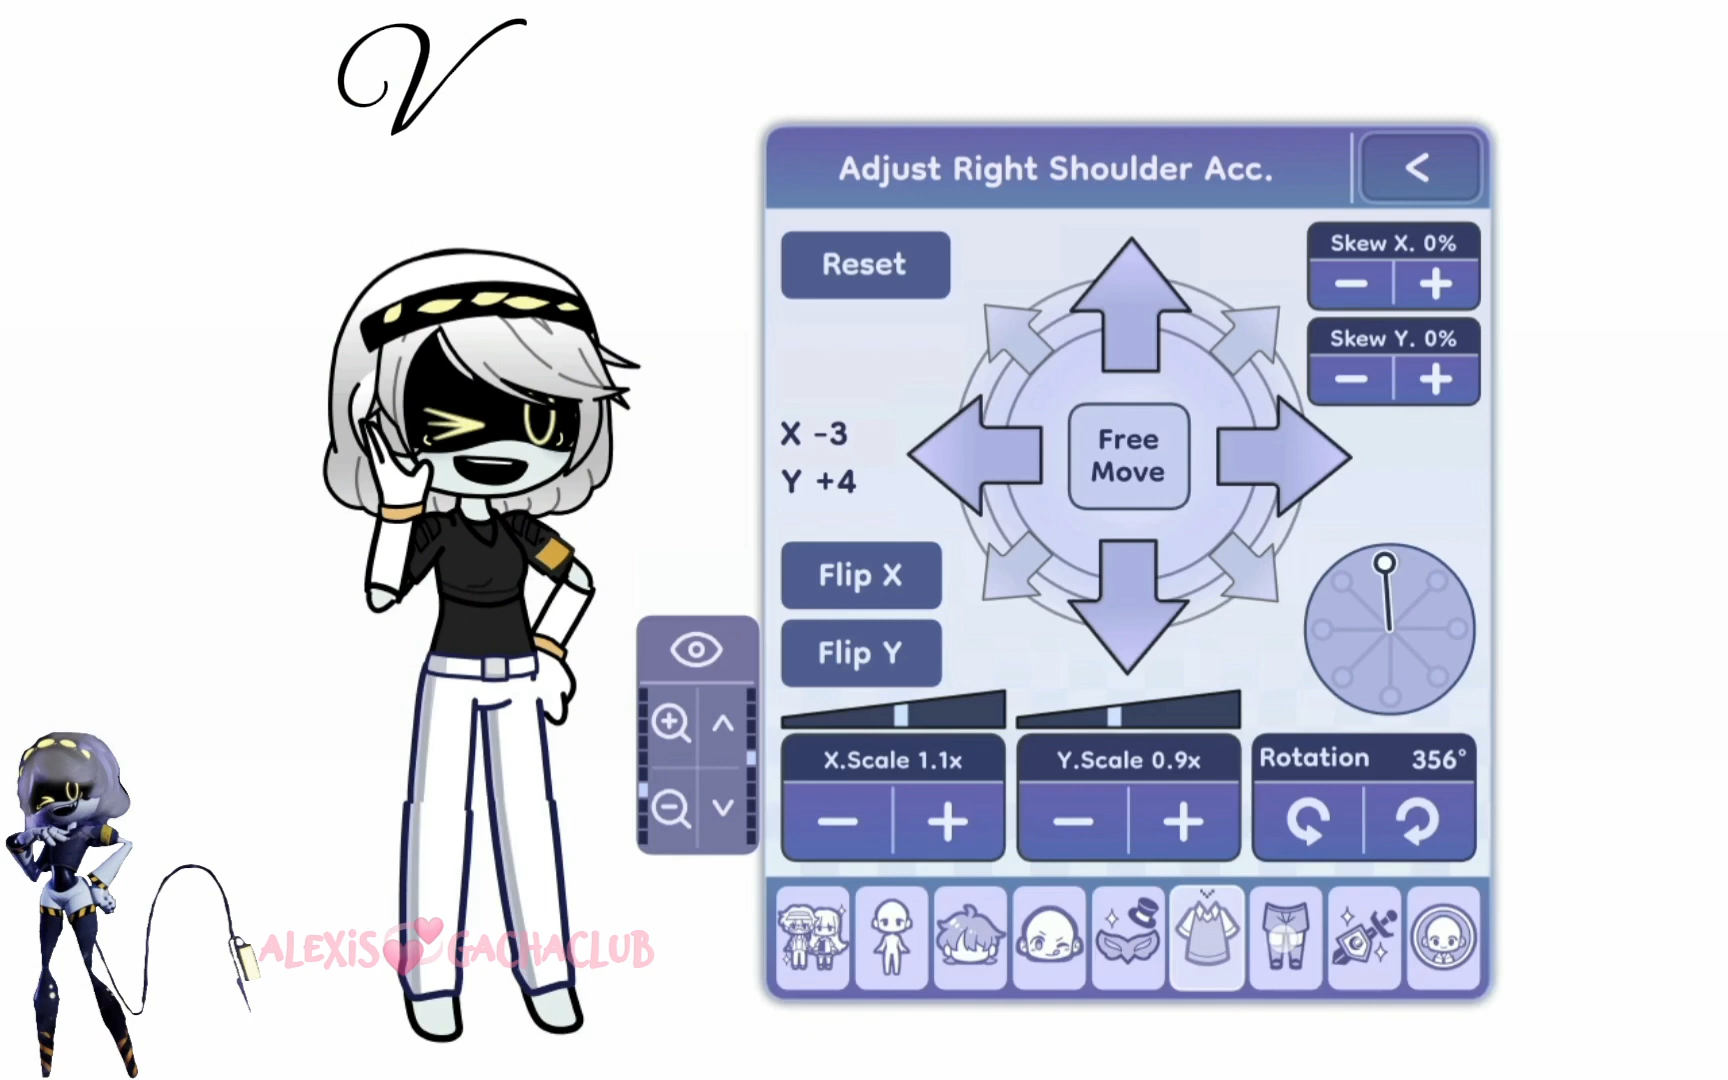 V
Adjust Right Shoulder Acc.
<
Reset
Skew X. 0%
Skew Y. 0%
X -3
Y +4
Free
Move
Flip X
Flip Y
X.Scale 1.1x
Y.Scale 0.9x
Rotation 356°
ALEXIS GACHACLUB